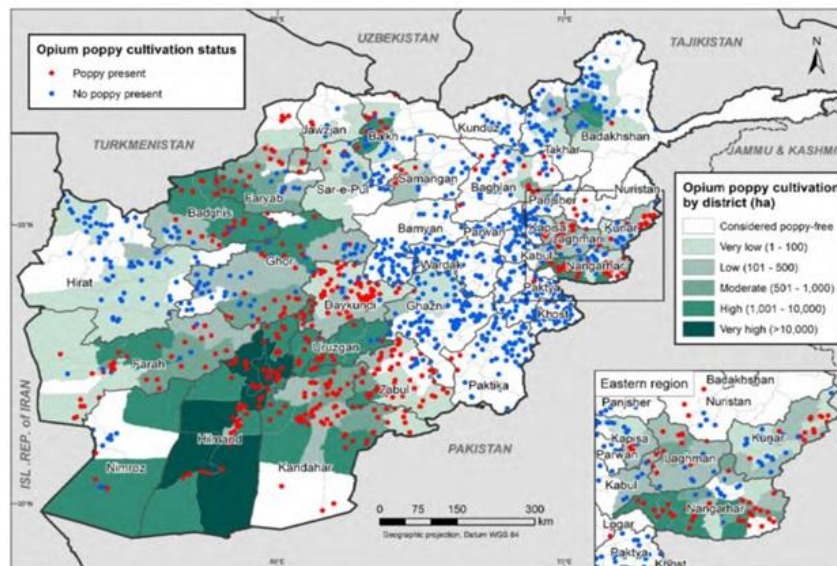 Opium poppy cultivation status
Poppy present
No poppy present
UZBEKISTAN
TAJIKISTAN
N
TURKMENISTAN
JAMMU & KASHMI
ISL .REP. of IRAN
PAKISTAN
Jawzjan
Balkh
Kunduz
Takhar
Badakhshan
Faryab
Sar-e-Pul
Samangan
Baghlan
Panjsher
Nuristan
Badghis
Bamyan
Parwan
Kapisa
Laghman
Kunar
Hirat
Ghor
Wardak
Kabul
Nangarhar
Daykundi
Ghazni
Paktya
Khost
Farah
Uruzgan
Zabul
Paktika
Nimroz
Hilmand
Kandahar
Opium poppy cultivation
by district (ha)
Considered poppy-free
Very low (1 - 100)
Low (101 - 500)
Moderate (501 - 1,000)
High (1,001 - 10,000)
Very high (>10,000)
Eastern region
Badakhshan
Panjsher
Nuristan
Kapisa
Kunar
Parwan
Laghman
Kabul
Nangarhar
Logar
Paktya
Khost
0 75 150 300
km
Geographic projection, Datum WGS 84